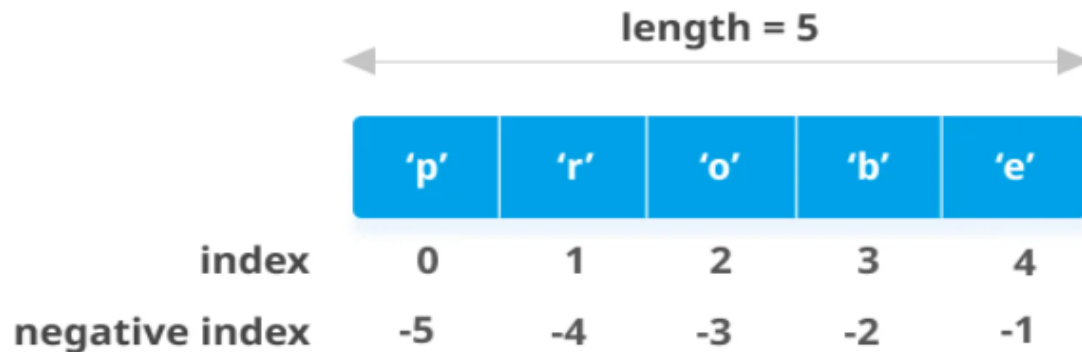 length = 5
‘p’ ‘r’ ‘o’ ‘b’ ‘e’
index 0 1 2 3 4
negative index -5 -4 -3 -2 -1